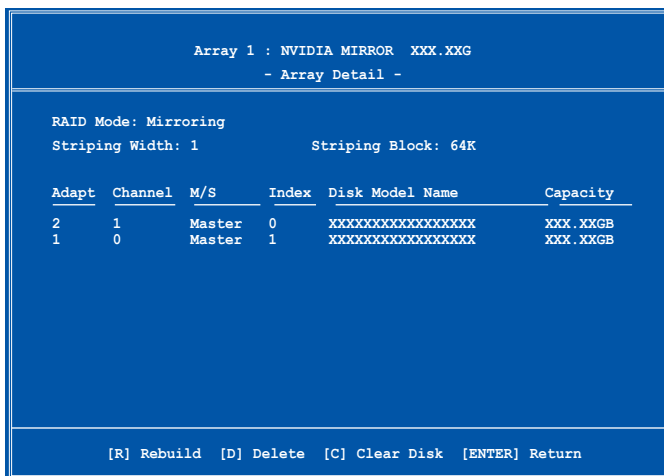 Array 1 : NVIDIA MIRROR XXX.XXG
- Array Detail -
RAID Mode: Mirroring
Striping Width: 1 Striping Block: 64K
Adapt Channel M/S Index Disk Model Name Capacity
2 1 Master 0 XXXXXXXXXXXXXXXXX XXX.XXGB
1 0 Master 1 XXXXXXXXXXXXXXXXX XXX.XXGB
[R] Rebuild [D] Delete [C] Clear Disk [ENTER] Return